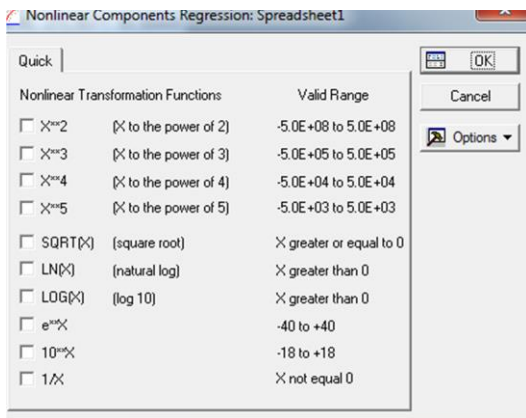 Nonlinear Components Regression: Spreadsheet1
Quick
OK
Cancel
Options
Nonlinear Transformation Functions Valid Range
X**2 (X to the power of 2) -5.0E+08 to 5.0E+08
X**3 (X to the power of 3) -5.0E+05 to 5.0E+05
X**4 (X to the power of 4) -5.0E+04 to 5.0E+04
X**5 (X to the power of 5) -5.0E+03 to 5.0E+03
SQRT(X) (square root) X greater or equal to 0
LN(X) (natural log) X greater than 0
LOG(X) (log 10) X greater than 0
e**X -40 to +40
10**X -18 to +18
1/X X not equal 0